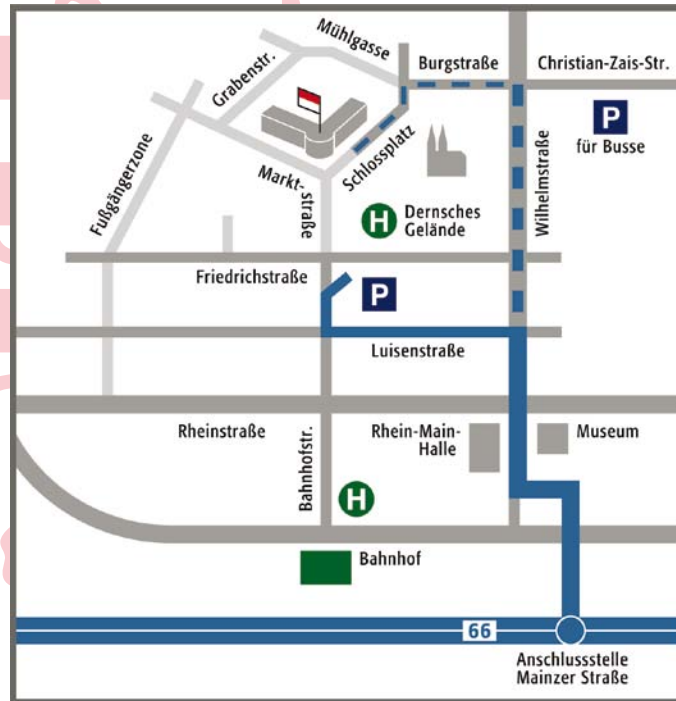 Mühlgasse
Burgstraße
Christian-Zais-Str.
Grabenstr.
P
für Busse
Schlossplatz
Markt-
straße
Fußgängerzone
Wilhelmstraße
H
Dernsches
Gelände
Friedrichstraße
P
Luisenstraße
Rheinstraße
Bahnhofstr.
Rhein-Main-
Halle
Museum
H
Bahnhof
66
Anschlussstelle
Mainzer Straße